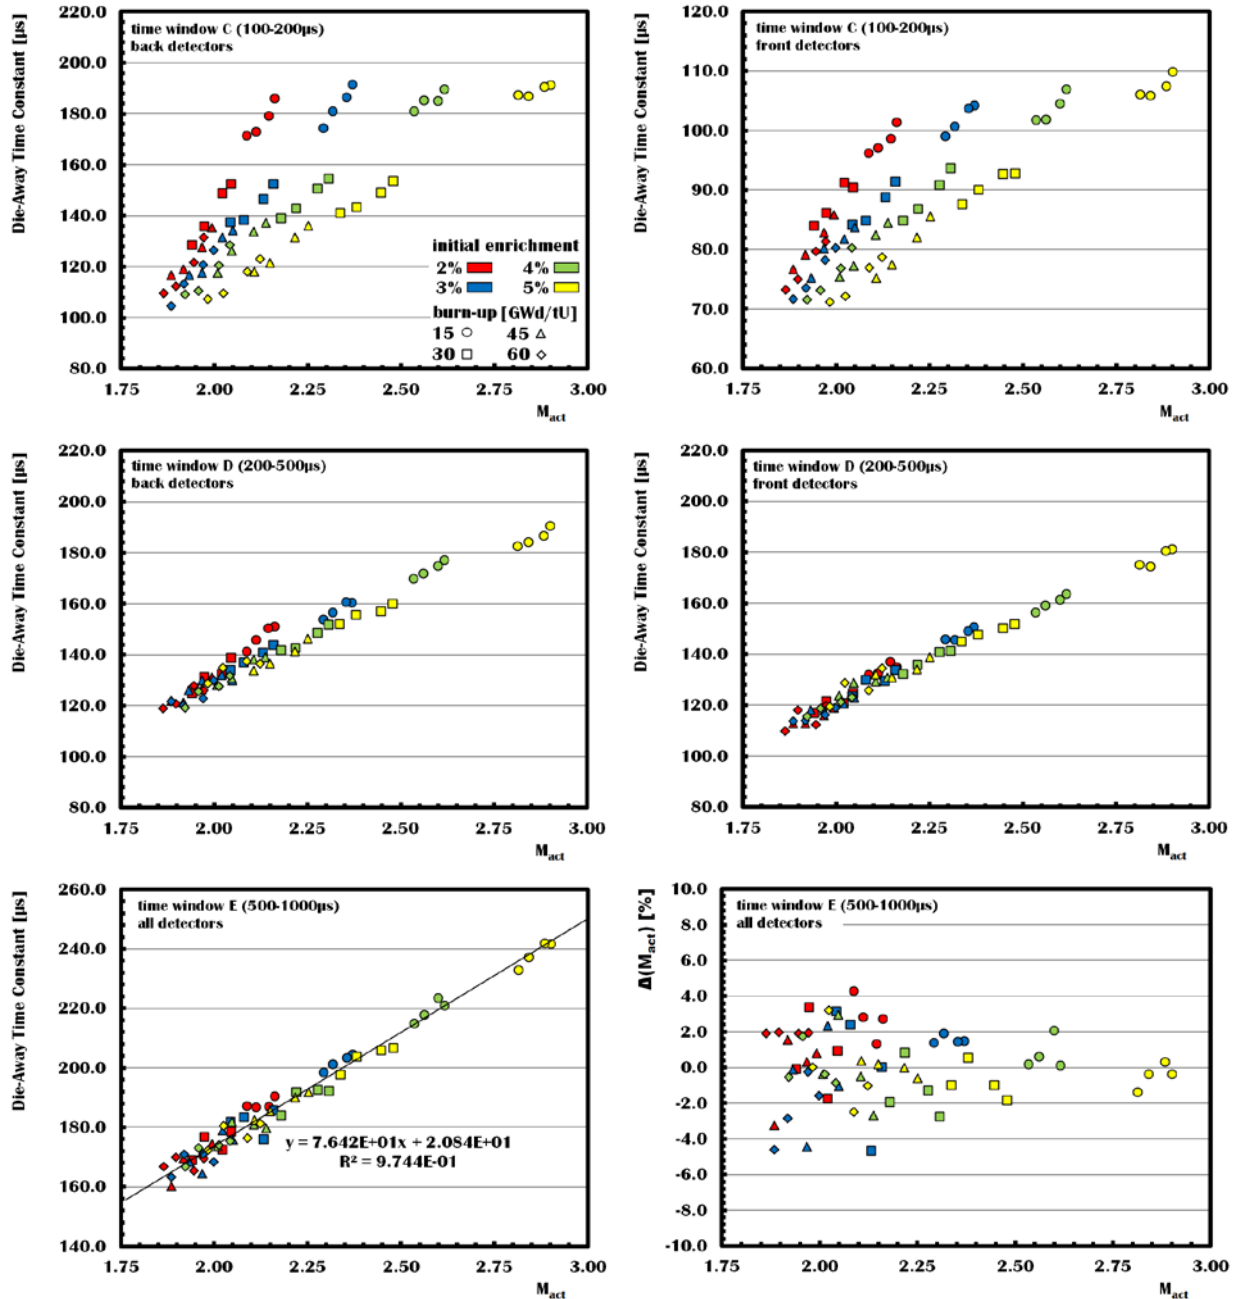 time window C (100-200μs)
back detectors
Die-Away Time Constant [μs]
220.0
200.0
180.0
160.0
140.0
120.0
100.0
80.0
initial enrichment
2% 4%
3% 5%
burn-up [GWd/tU]
15 45
30 60
1.75 2.00 2.25 2.50 2.75 3.00
M_act
time window C (100-200μs)
front detectors
Die-Away Time Constant [μs]
120.0
110.0
100.0
90.0
80.0
70.0
60.0
1.75 2.00 2.25 2.50 2.75 3.00
M_act
time window D (200-500μs)
back detectors
Die-Away Time Constant [μs]
220.0
200.0
180.0
160.0
140.0
120.0
100.0
80.0
1.75 2.00 2.25 2.50 2.75 3.00
M_act
time window D (200-500μs)
front detectors
Die-Away Time Constant [μs]
220.0
200.0
180.0
160.0
140.0
120.0
100.0
80.0
1.75 2.00 2.25 2.50 2.75 3.00
M_act
time window E (500-1000μs)
all detectors
Die-Away Time Constant [μs]
260.0
240.0
220.0
200.0
180.0
160.0
140.0
y = 7.642E+01x + 2.084E+01
R² = 9.744E-01
1.75 2.00 2.25 2.50 2.75 3.00
M_act
time window E (500-1000μs)
all detectors
Δ(M_act) [%]
10.0
8.0
6.0
4.0
2.0
0.0
-2.0
-4.0
-6.0
-8.0
-10.0
1.75 2.00 2.25 2.50 2.75 3.00
M_act